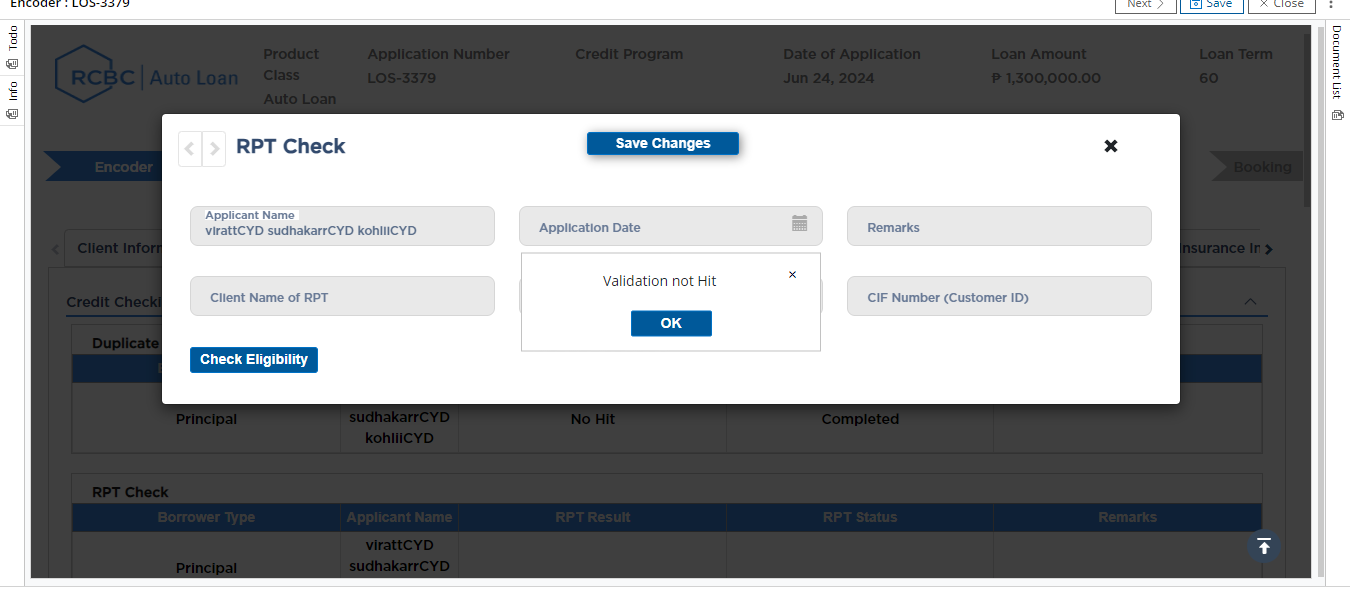 Encoder : LOS-3379
Next
Save
Close
Todo
Info
Document List
RCBC | Auto Loan
Product Class
Auto Loan
Application Number
LOS-3379
Credit Program
Date of Application
Jun 24, 2024
Loan Amount
₱ 1,300,000.00
Loan Term
60
Encoder
Booking
RPT Check
Save Changes
Applicant Name
virattCYD sudhakarrCYD kohliiCYD
Application Date
Remarks
Client Name of RPT
CIF Number (Customer ID)
Validation not Hit
OK
Check Eligibility
Client Inform
nsurance In
Credit Checki
Duplicate
Principal
sudhakarrCYD
kohliiCYD
No Hit
Completed
RPT Check
Borrower Type
Applicant Name
RPT Result
RPT Status
Remarks
Principal
virattCYD
sudhakarrCYD